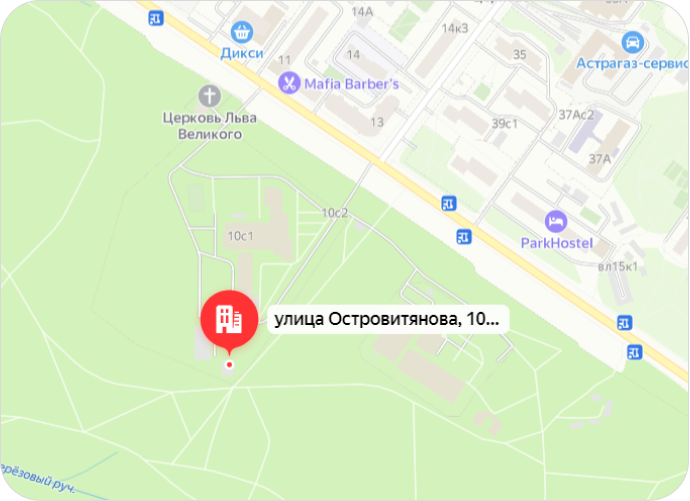 14к3
Дикси
14
35
Астрагаз-сервис
11
Mafia Barber's
Церковь Льва
Великого
13
39с1
37Ас2
37А
10с2
10с1
ParkHostel
вл15к1
улица Островитянова, 10...
ерёзовый руч.